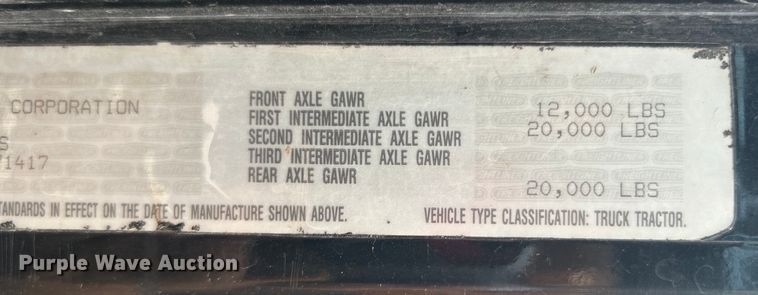 CORPORATION
FRONT AXLE GAWR 12,000 LBS
FIRST INTERMEDIATE AXLE GAWR 20,000 LBS
SECOND INTERMEDIATE AXLE GAWR
S
THIRD INTERMEDIATE AXLE GAWR
1417
REAR AXLE GAWR 20,000 LBS
TANDARDS IN EFFECT ON THE DATE OF MANUFACTURE SHOWN ABOVE. VEHICLE TYPE CLASSIFICATION: TRUCK TRACTOR.
Purple Wave Auction